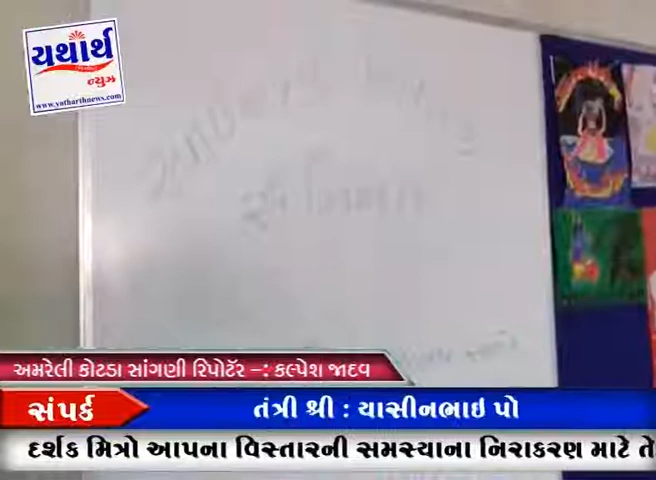 યથાર્થ
ન્યુઝ
www.yatharthnews.com
અમરેલી કોટડા સાંગણી રિપોર્ટર –: કલ્પેશ જાદવ
સંપર્ક
તંત્રી શ્રી : યાસીનભાઇ પો
દર્શક મિત્રો આપના વિસ્તારની સમસ્યાના નિરાકરણ માટે તે